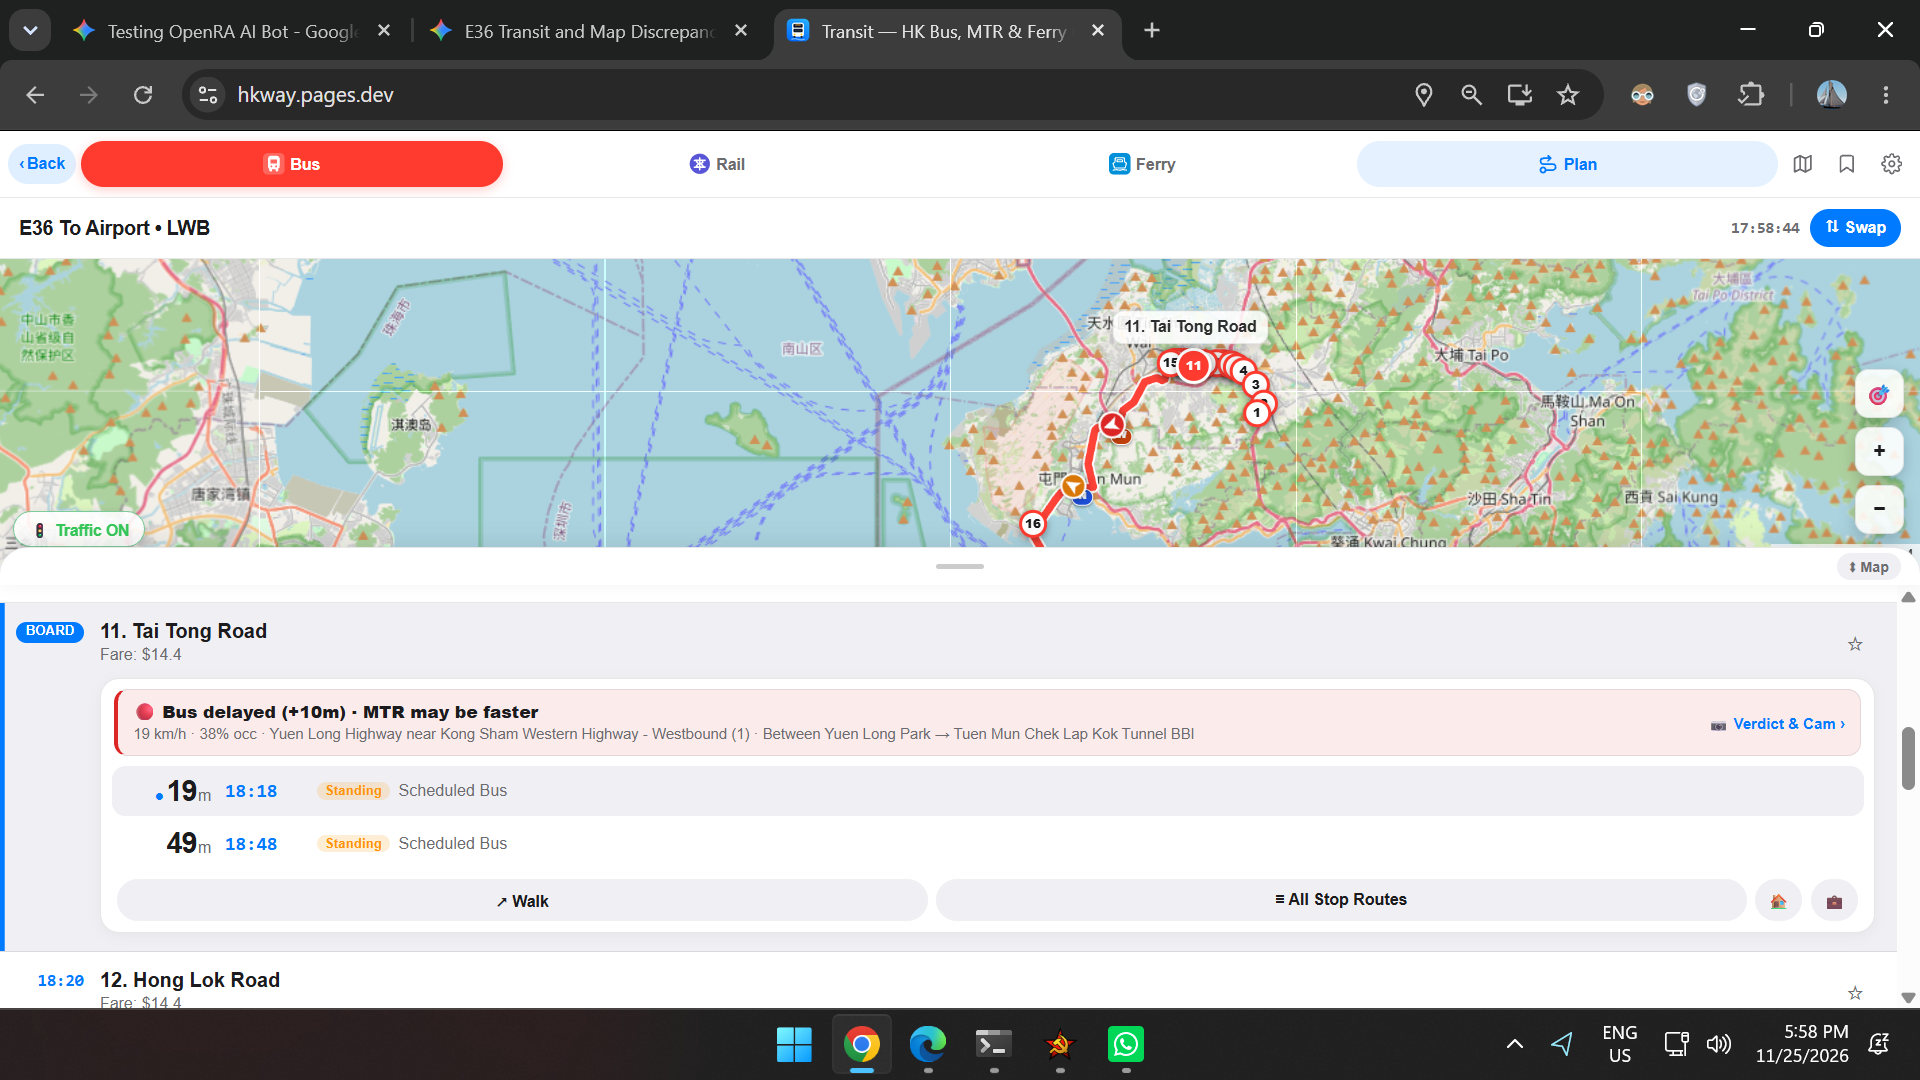 Testing OpenRA AI Bot - Googl
E36 Transit and Map Discrepan
Transit — HK Bus, MTR & Ferry
hkway.pages.dev
‹ Back
Bus
Rail
Ferry
Plan
E36 To Airport • LWB
17:58:44
⇅ Swap
中山市香
山省级自
然保护区
珠海市
南山区
淇澳岛
唐家湾镇
深圳市
天水
Wai
11. Tai Tong Road
15
11
4
3
1
16
屯門
n Mun
大埔區
Tai Po District
大埔 Tai Po
馬鞍山 Ma On
Shan
沙田 Sha Tin
西貢 Sai Kung
葵涌 Kwai Chung
Traffic ON
+
−
⇕ Map
BOARD
11. Tai Tong Road
Fare: $14.4
Bus delayed (+10m) · MTR may be faster
19 km/h · 38% occ · Yuen Long Highway near Kong Sham Western Highway - Westbound (1) · Between Yuen Long Park → Tuen Mun Chek Lap Kok Tunnel BBI
Verdict & Cam ›
19m 18:18 Standing Scheduled Bus
49m 18:48 Standing Scheduled Bus
↗ Walk
≡ All Stop Routes
18:20 12. Hong Lok Road
Fare: $14.4
ENG
US
5:58 PM
11/25/2026